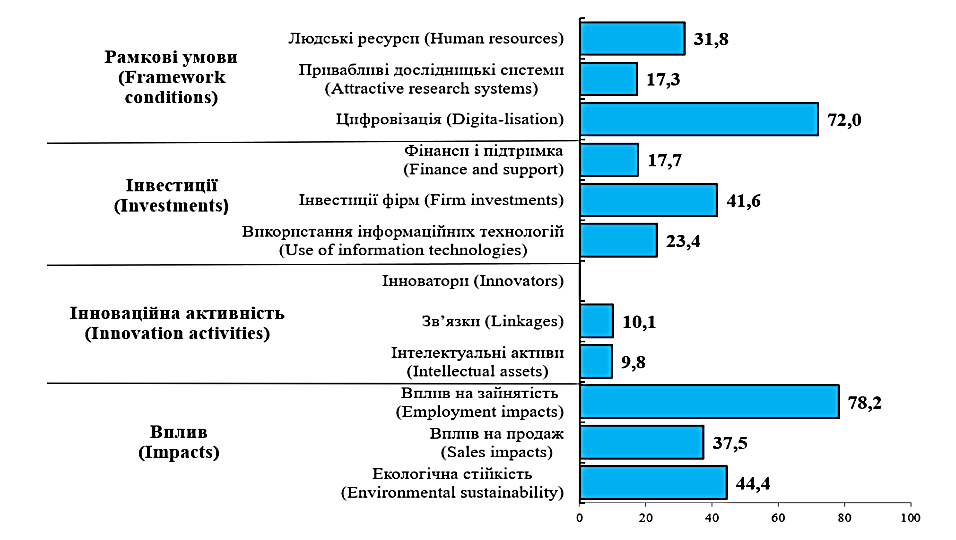 Рамкові умови
(Framework
conditions)
Людські ресурси (Human resources)
31,8
Привабливі дослідницькі системи
(Attractive research systems)
17,3
Цифровізація (Digita-lisation)
72,0
Інвестиції
(Investments)
Фінанси і підтримка
(Finance and support)
17,7
Інвестиції фірм (Firm investments)
41,6
Використання інформаційних технологій
(Use of information technologies)
23,4
Інноваційна активність
(Innovation activities)
Інноватори (Innovators)
Зв’язки (Linkages)
10,1
Інтелектуальні активи
(Intellectual assets)
9,8
Вплив
(Impacts)
Вплив на зайнятість
(Employment impacts)
78,2
Вплив на продаж
(Sales impacts)
37,5
Екологічна стійкість
(Environmental sustainability)
44,4
0 20 40 60 80 100